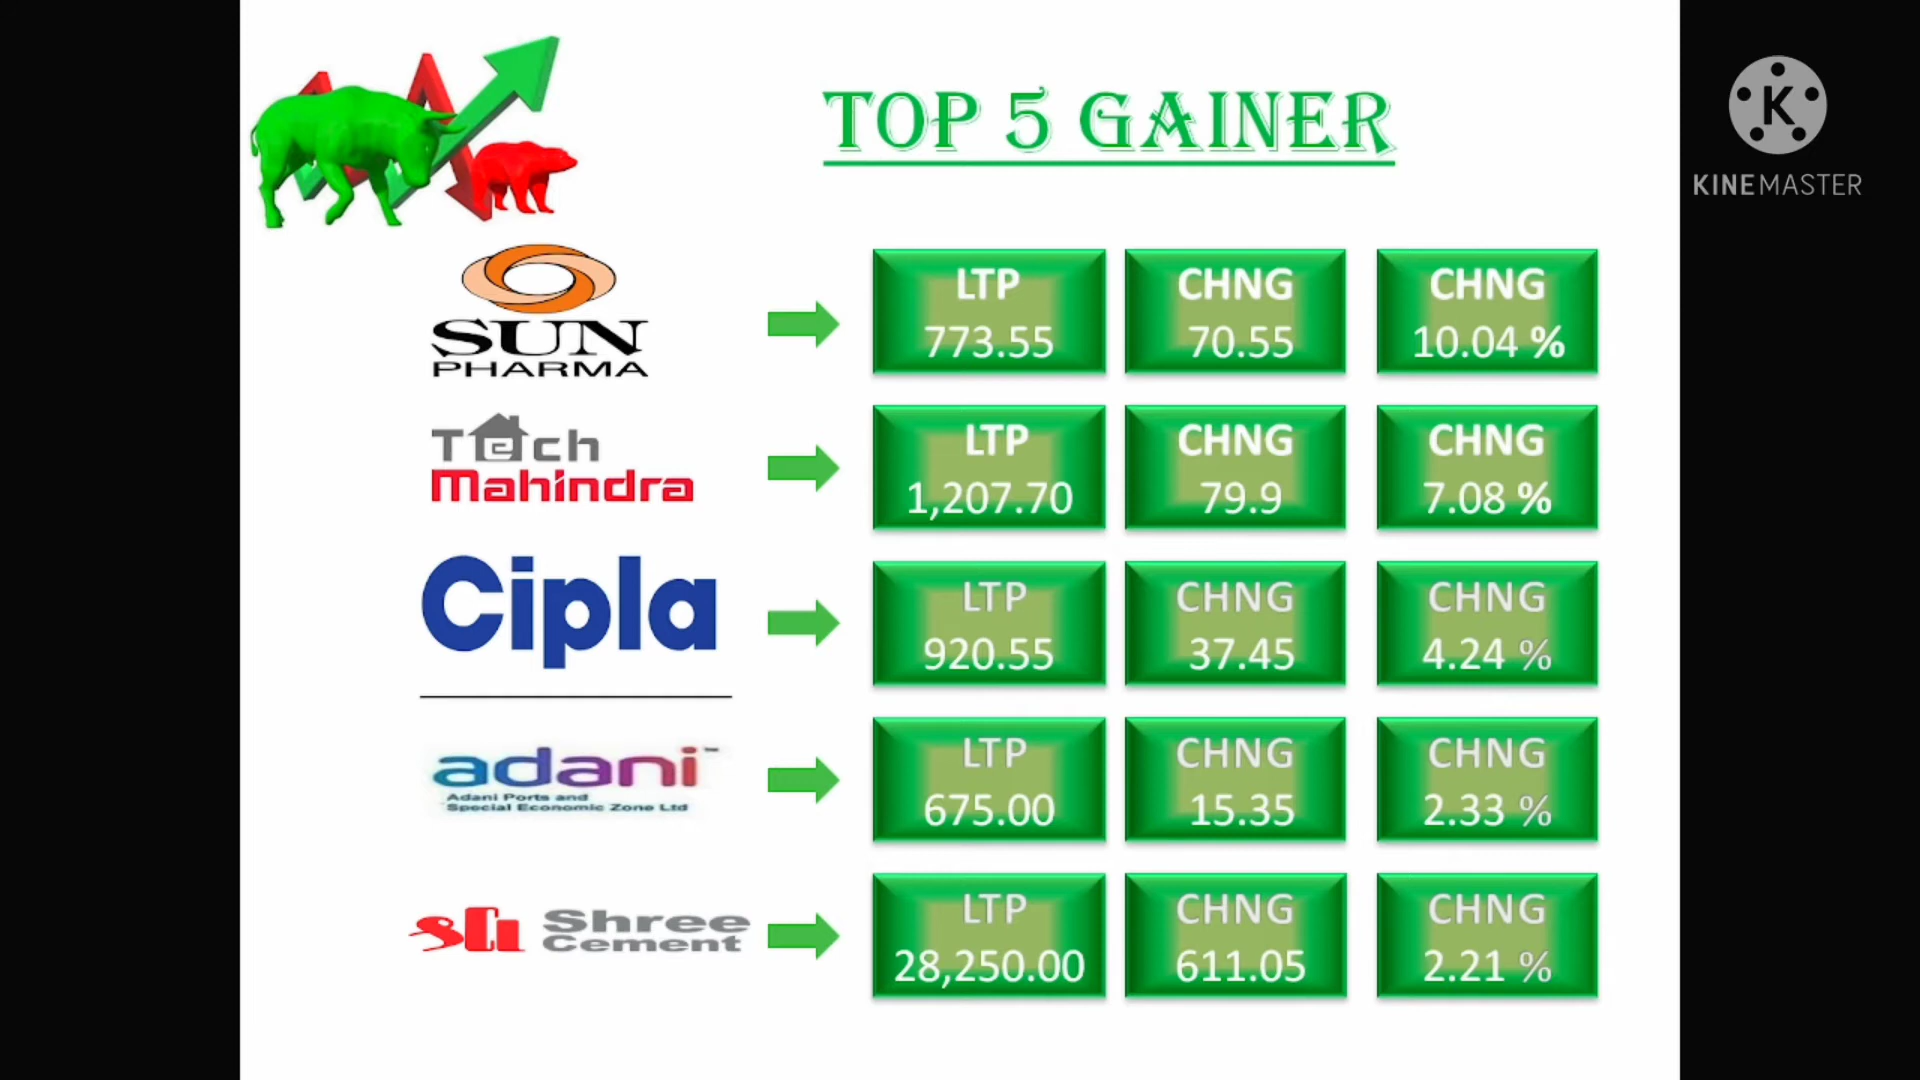 TOP 5 GAINER
K
KINEMASTER
SUN
PHARMA
LTP
773.55
CHNG
70.55
CHNG
10.04 %
Tech
Mahindra
LTP
1,207.70
CHNG
79.9
CHNG
7.08 %
Cipla
LTP
920.55
CHNG
37.45
CHNG
4.24 %
adani™
Adani Ports and
Special Economic Zone Ltd
LTP
675.00
CHNG
15.35
CHNG
2.33 %
SCL
Shree
Cement
LTP
28,250.00
CHNG
611.05
CHNG
2.21 %